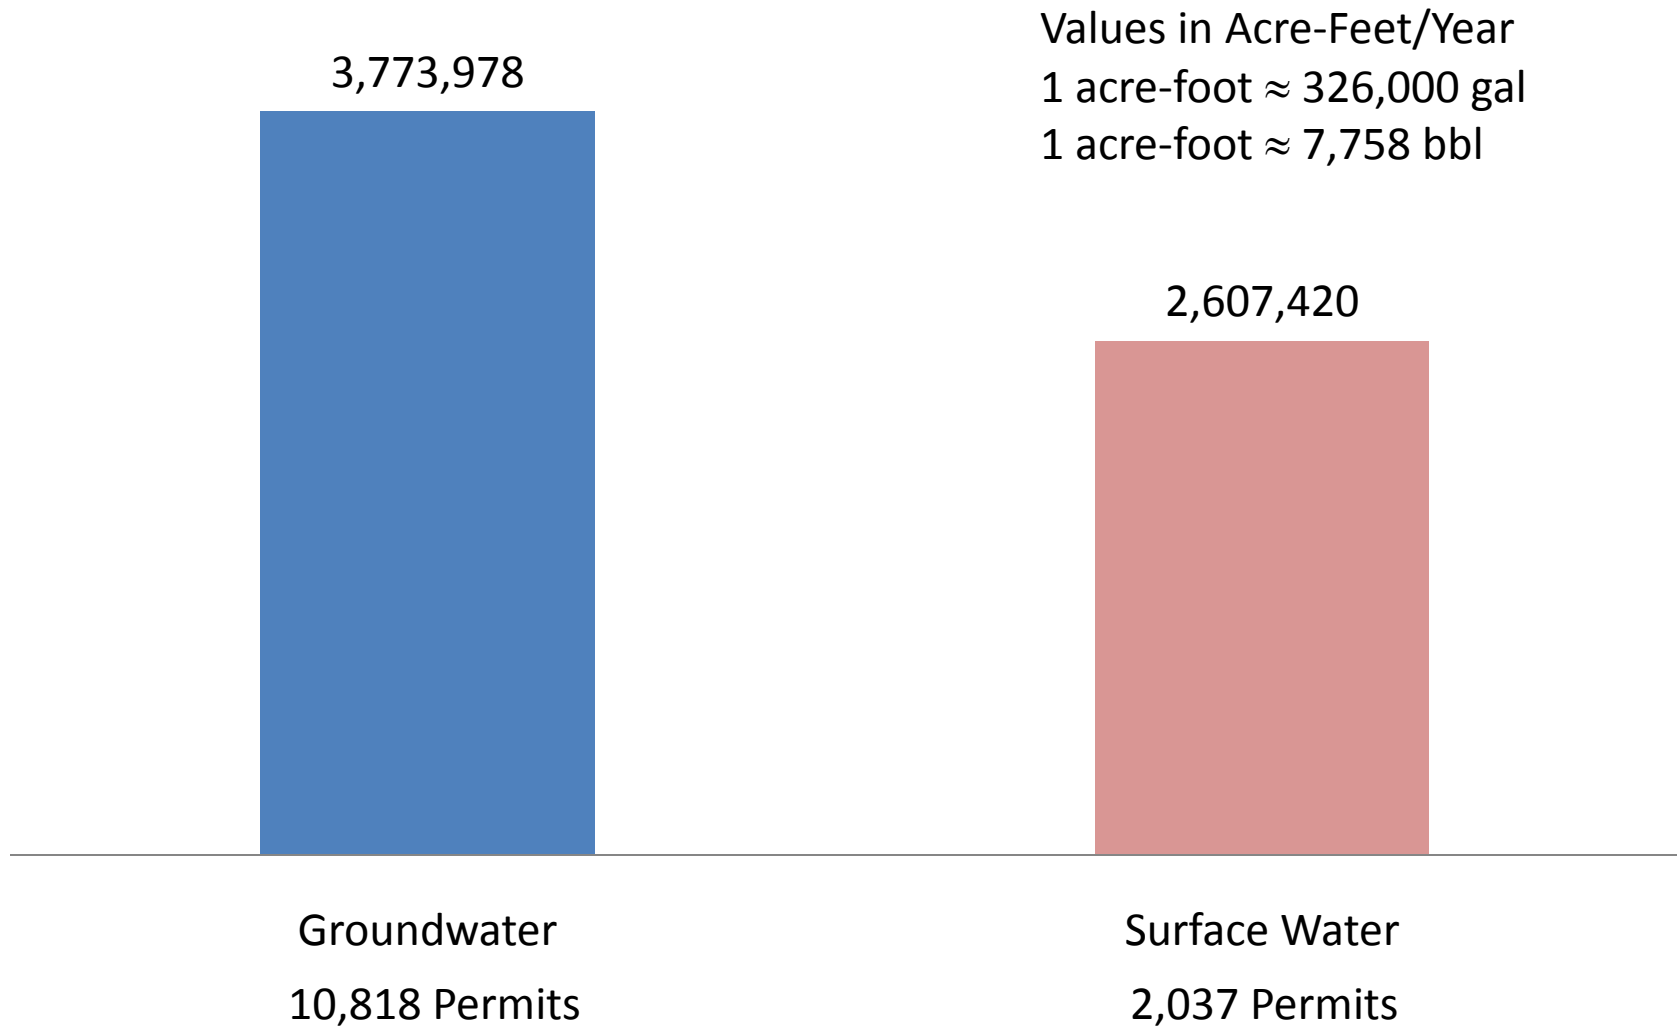 Values in Acre-Feet/Year
1 acre-foot ≈ 326,000 gal
1 acre-foot ≈ 7,758 bbl
3,773,978
2,607,420
Groundwater
10,818 Permits
Surface Water
2,037 Permits